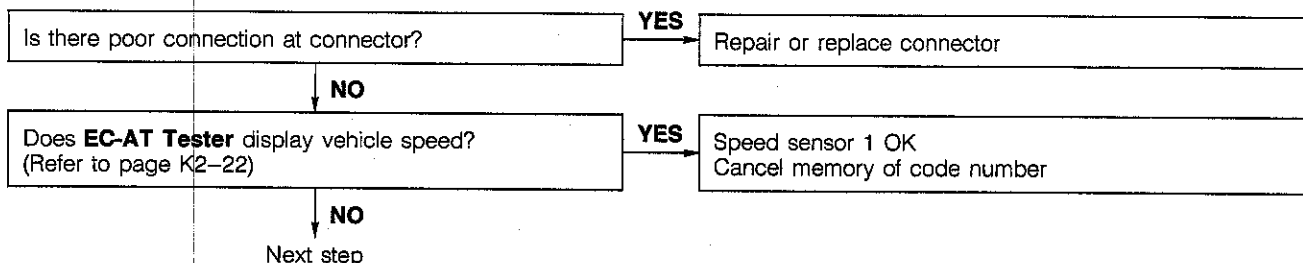 Is there poor connection at connector?
YES
Repair or replace connector
NO
Does EC-AT Tester display vehicle speed?
(Refer to page K2–22)
YES
Speed sensor 1 OK
Cancel memory of code number
NO
Next step